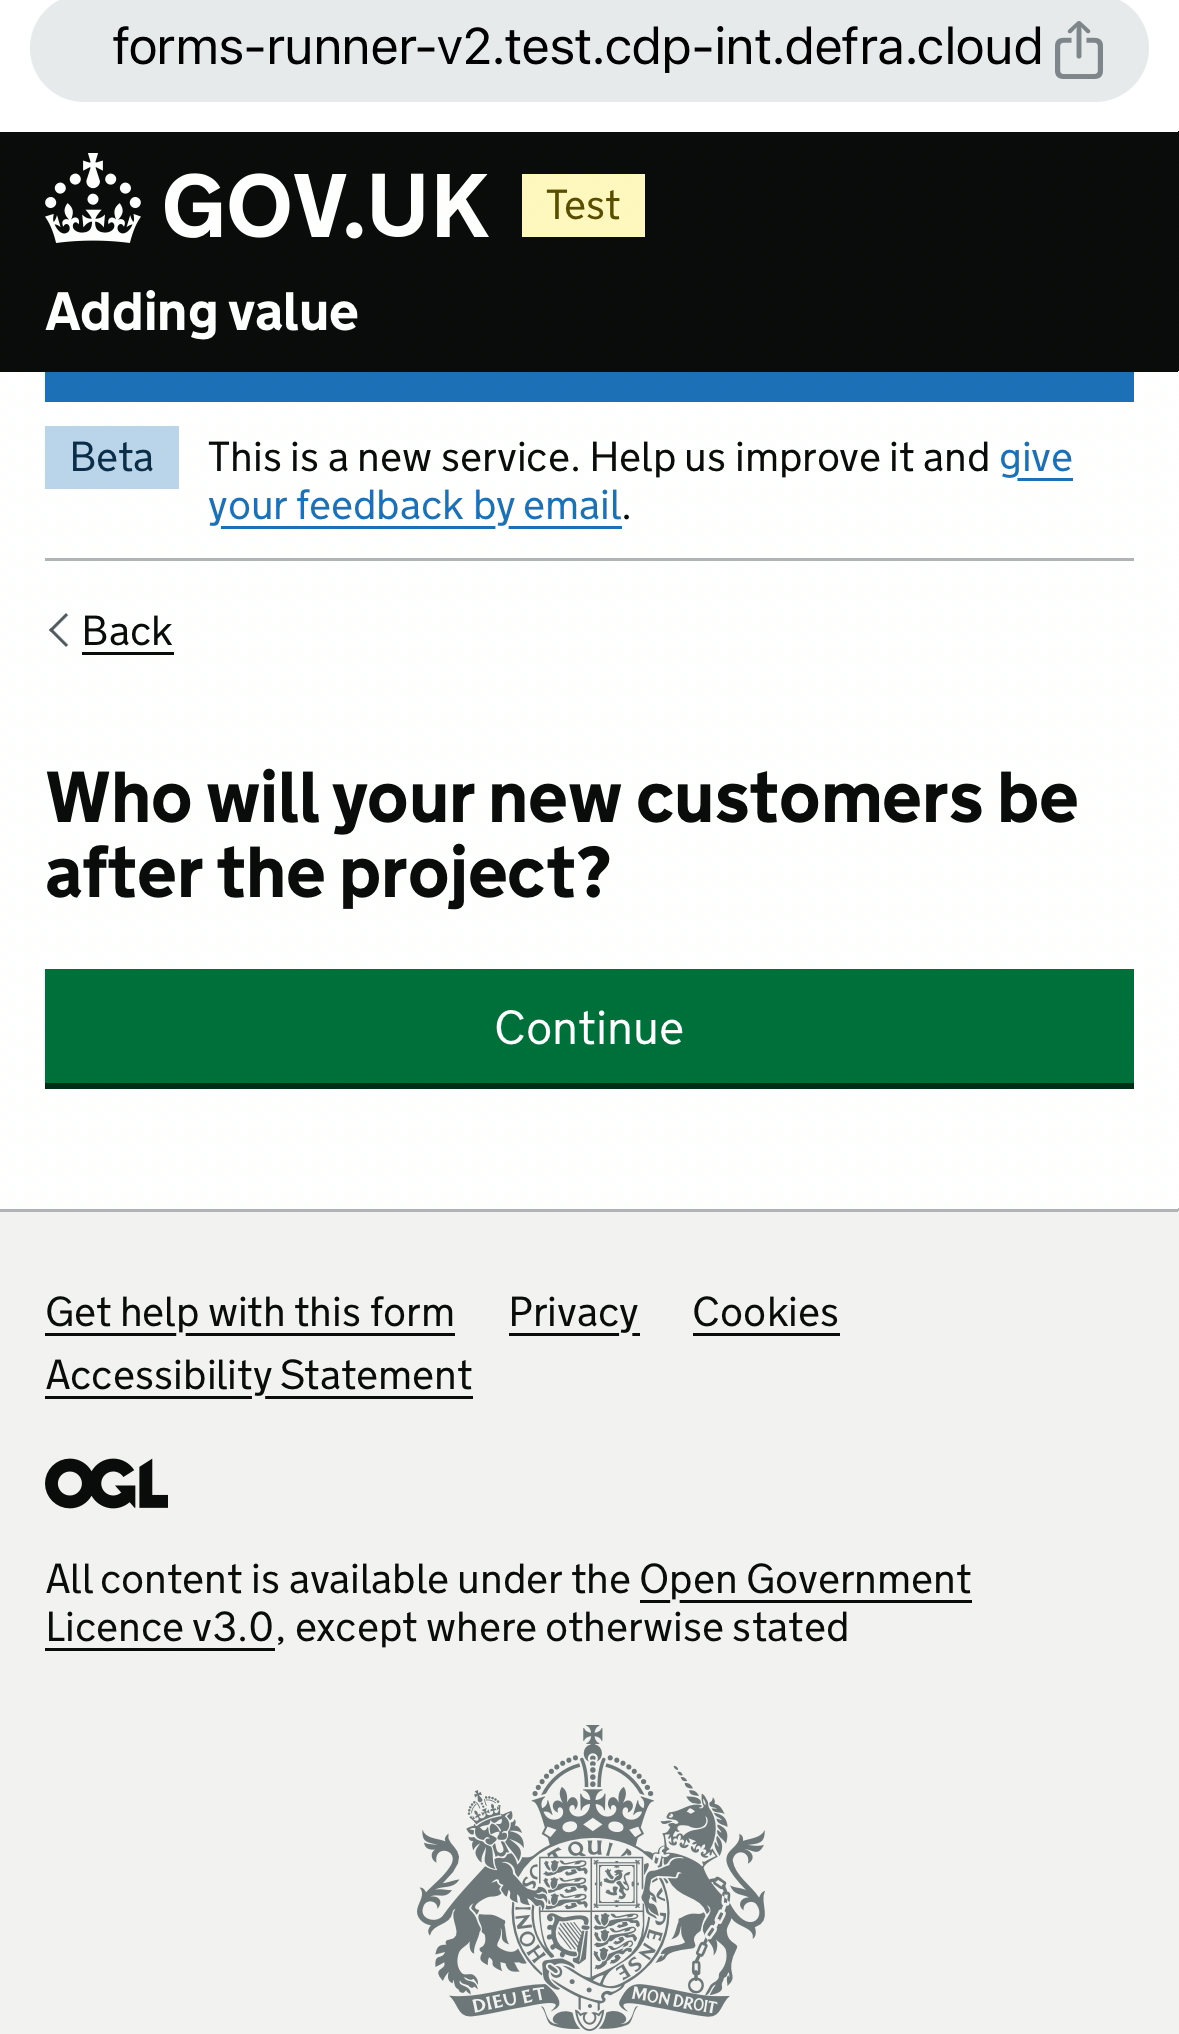 forms-runner-v2.test.cdp-int.defra.cloud
GOV.UK Test
Adding value
Beta This is a new service. Help us improve it and give
your feedback by email.
Back
Who will your new customers be
after the project?
Continue
Get help with this form Privacy Cookies
Accessibility Statement
OGL
All content is available under the Open Government
Licence v3.0, except where otherwise stated
QUI
HONI
PENSE
DIEU ET MON DROIT